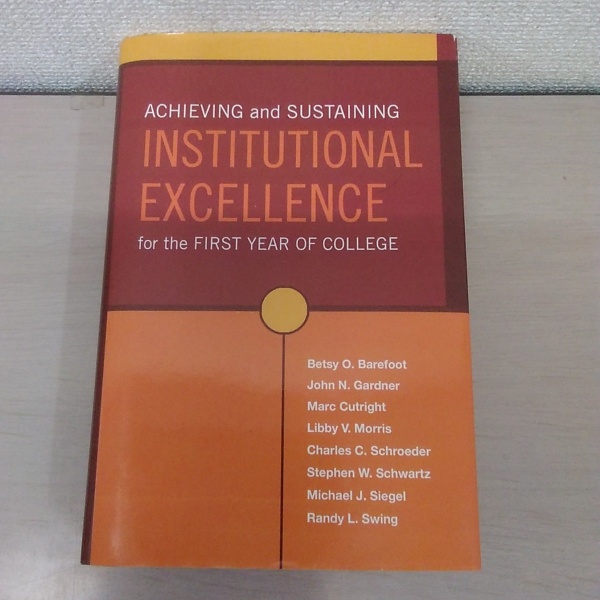 ACHIEVING and SUSTAINING
INSTITUTIONAL
EXCELLENCE
for the FIRST YEAR OF COLLEGE
Betsy O. Barefoot
John N. Gardner
Marc Cutright
Libby V. Morris
Charles C. Schroeder
Stephen W. Schwartz
Michael J. Siegel
Randy L. Swing